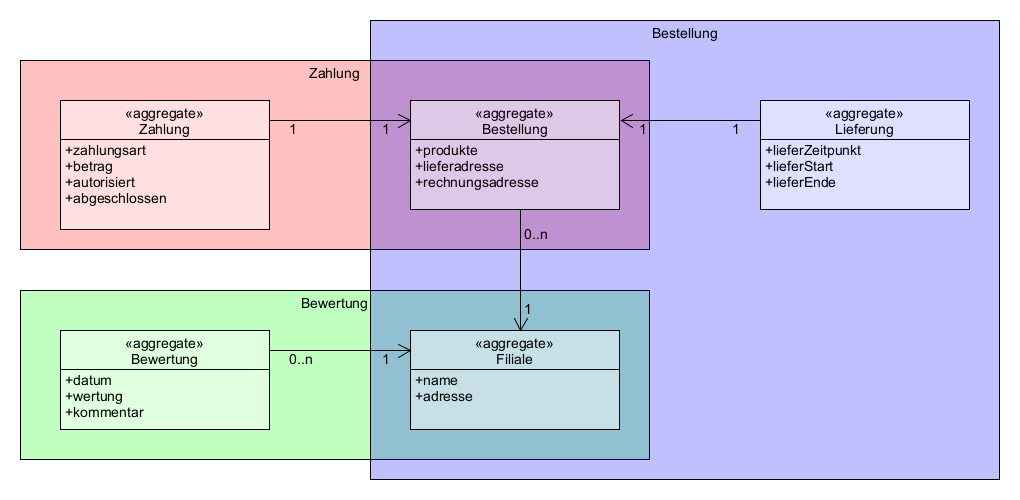 Bestellung
Zahlung
«aggregate»
Zahlung
+zahlungsart
+betrag
+autorisiert
+abgeschlossen
1
1
«aggregate»
Bestellung
+produkte
+lieferadresse
+rechnungsadresse
1
1
«aggregate»
Lieferung
+lieferZeitpunkt
+lieferStart
+lieferEnde
0..n
1
Bewertung
«aggregate»
Bewertung
+datum
+wertung
+kommentar
0..n
1
«aggregate»
Filiale
+name
+adresse